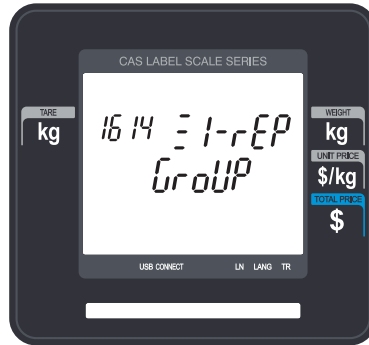 CAS LABEL SCALE SERIES
TARE
kg
1614 Ξ1-rEP
GroUP
WEIGHT
kg
UNIT PRICE
$/kg
TOTAL PRICE
$
USB CONNECT LN LANG TR